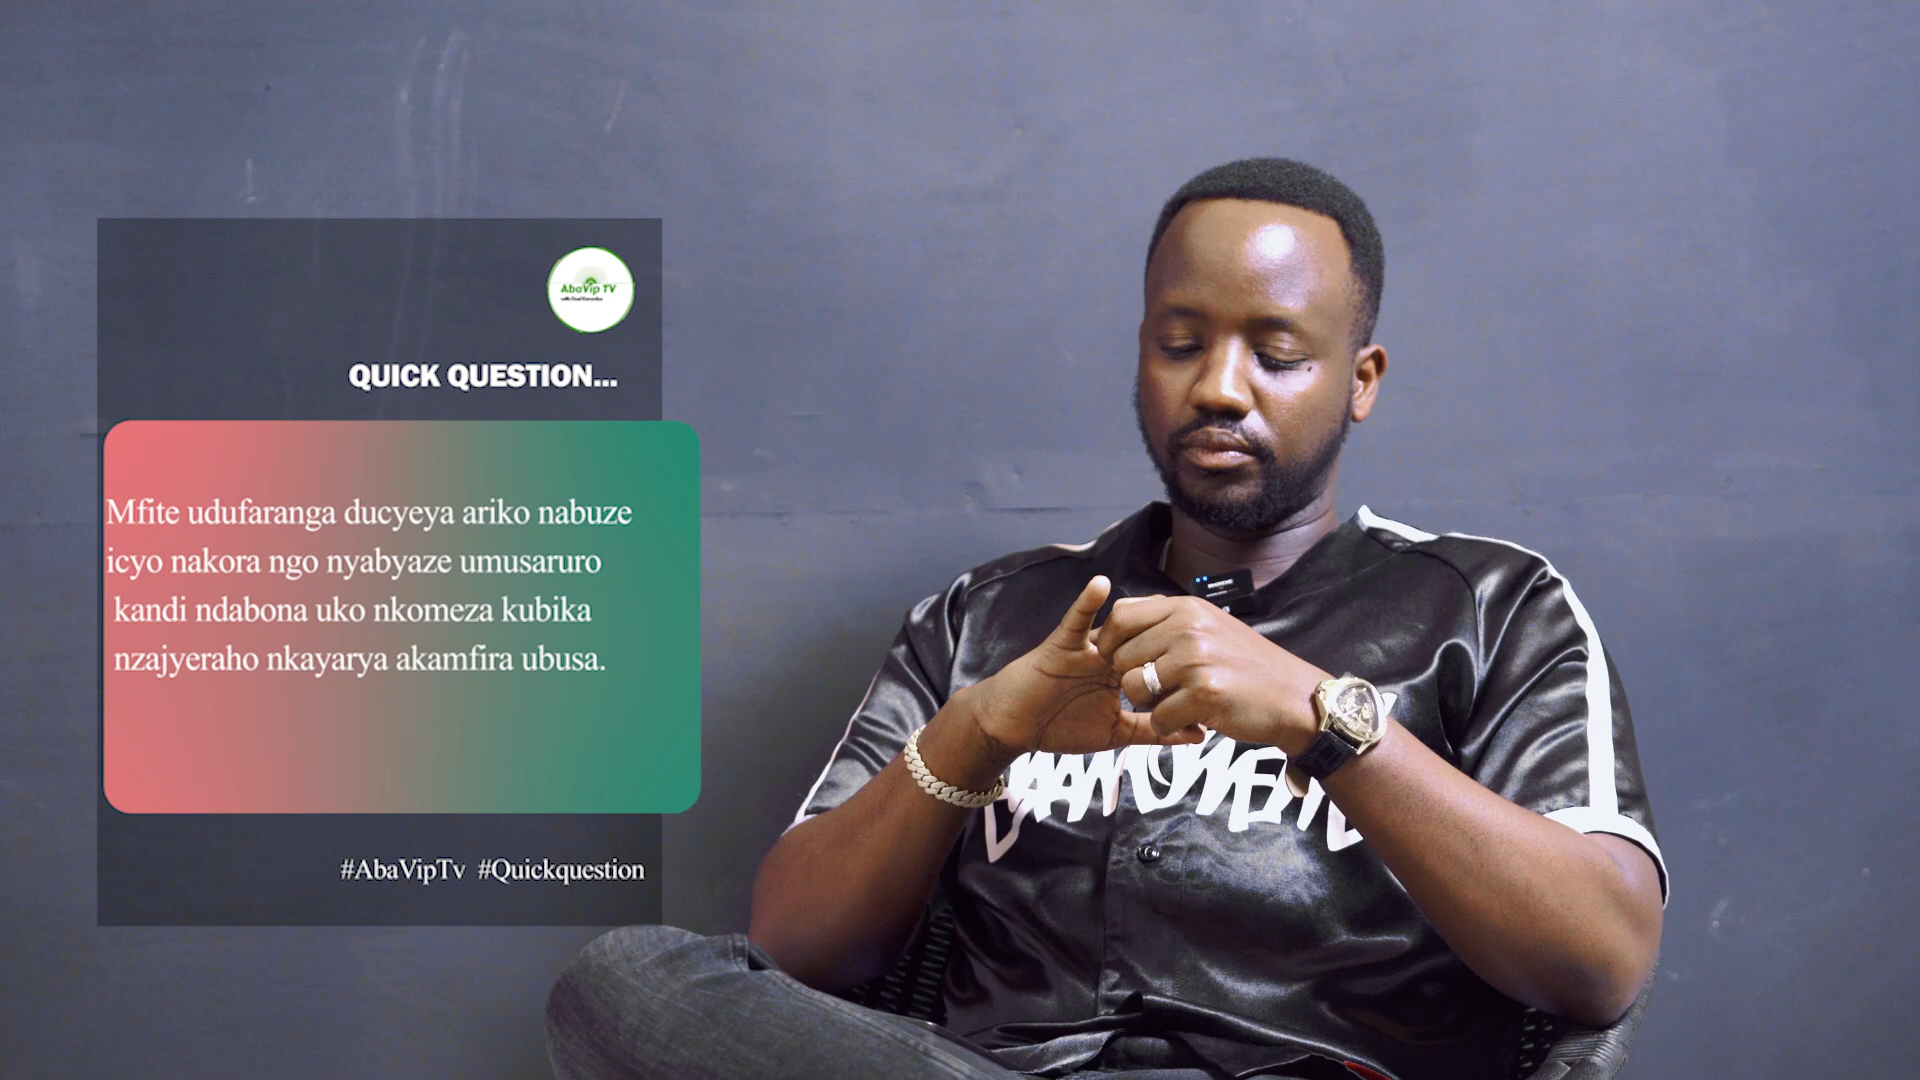 AbaVip TV
QUICK QUESTION...
Mfite udufaranga ducyeya ariko nabuze
icyo nakora ngo nyabyaze umusaruro
kandi ndabona uko nkomeza kubika
nzajyeraho nkayarya akamfira ubusa.
#AbaVipTv #Quickquestion
RODE